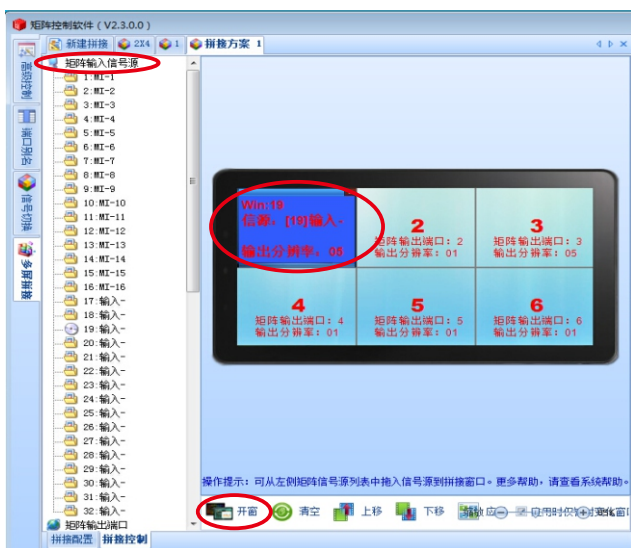 矩阵控制软件 ( V2.3.0.0 )
新建拼接 2X4 1 拼接方案 1
高级控制
端口别名
信号切换
多屏拼接
矩阵输入信号源
1:MI-1
2:MI-2
3:MI-3
4:MI-4
5:MI-5
6:MI-6
7:MI-7
8:MI-8
9:MI-9
10:MI-10
11:MI-11
12:MI-12
13:MI-13
14:MI-14
15:MI-15
16:MI-16
17:输入-
18:输入-
19:输入-
20:输入-
21:输入-
22:输入-
23:输入-
24:输入-
25:输入-
26:输入-
27:输入-
28:输入-
29:输入-
30:输入-
31:输入-
32:输入-
矩阵输出端口
拼接配置 拼接控制
Win:19
信源: [19]输入-
输出分辨率: 05
2
矩阵输出端口: 2
输出分辨率: 01
3
矩阵输出端口: 3
输出分辨率: 05
4
矩阵输出端口: 4
输出分辨率: 01
5
矩阵输出端口: 5
输出分辨率: 01
6
矩阵输出端口: 6
输出分辨率: 01
操作提示: 可从左侧矩阵信号源列表中拖入信号源到拼接窗口。更多帮助, 请查看系统帮助。
开窗 清空 上移 下移